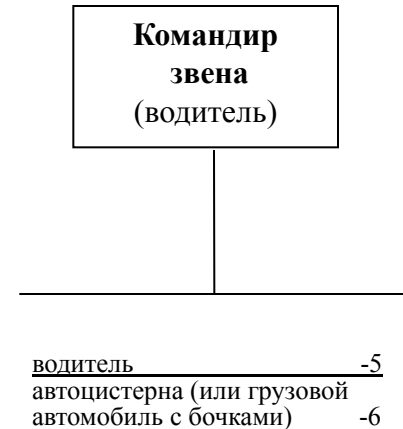 Командир
звена
(водитель)
водитель -5
автоцистерна (или грузовой
автомобиль с бочками) -6